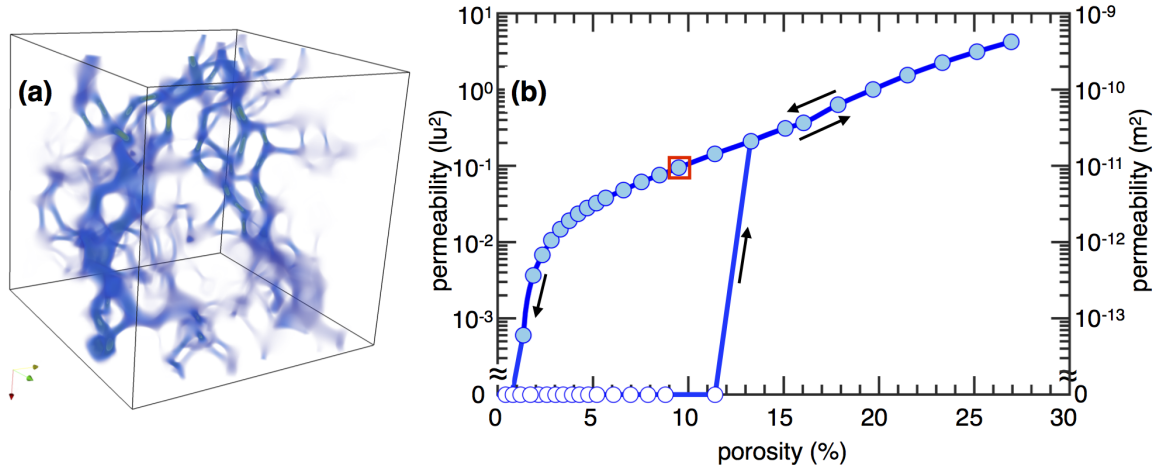 (a)
(b)
permeability (lu²)
10¹
10⁰
10⁻¹
10⁻²
10⁻³
0
≈
0 5 10 15 20 25 30
porosity (%)
10⁻⁹
10⁻¹⁰
10⁻¹¹
10⁻¹²
10⁻¹³
0
≈
permeability (m²)